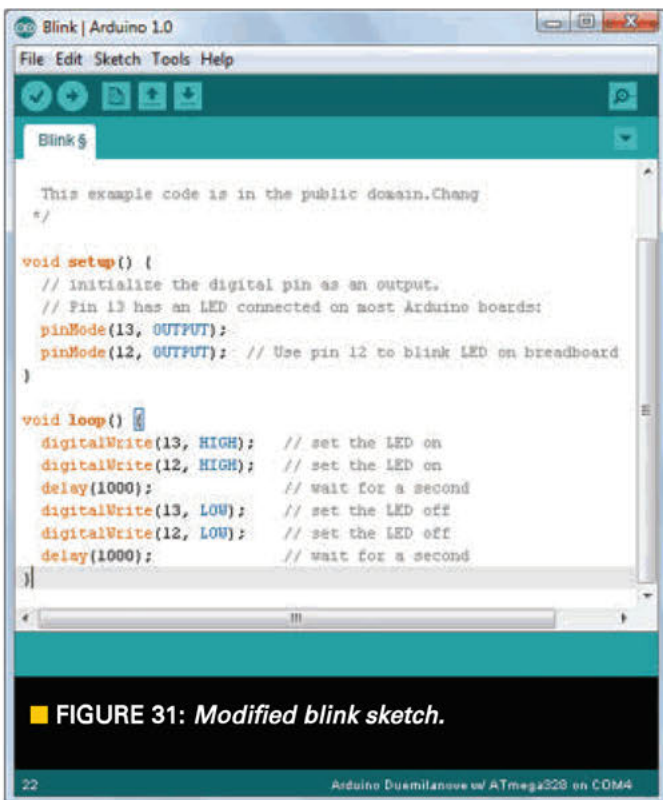 Blink | Arduino 1.0
File Edit Sketch Tools Help
Blink §
This example code is in the public domain.Chang
*/
void setup() {
// initialize the digital pin as an output.
// Pin 13 has an LED connected on most Arduino boards:
pinMode(13, OUTPUT);
pinMode(12, OUTPUT); // Use pin 12 to blink LED on breadboard
}
void loop() {
digitalWrite(13, HIGH); // set the LED on
digitalWrite(12, HIGH); // set the LED on
delay(1000); // wait for a second
digitalWrite(13, LOW); // set the LED off
digitalWrite(12, LOW); // set the LED off
delay(1000); // wait for a second
}
FIGURE 31: Modified blink sketch.
22 Arduino Duemilanove w/ ATmega328 on COM4